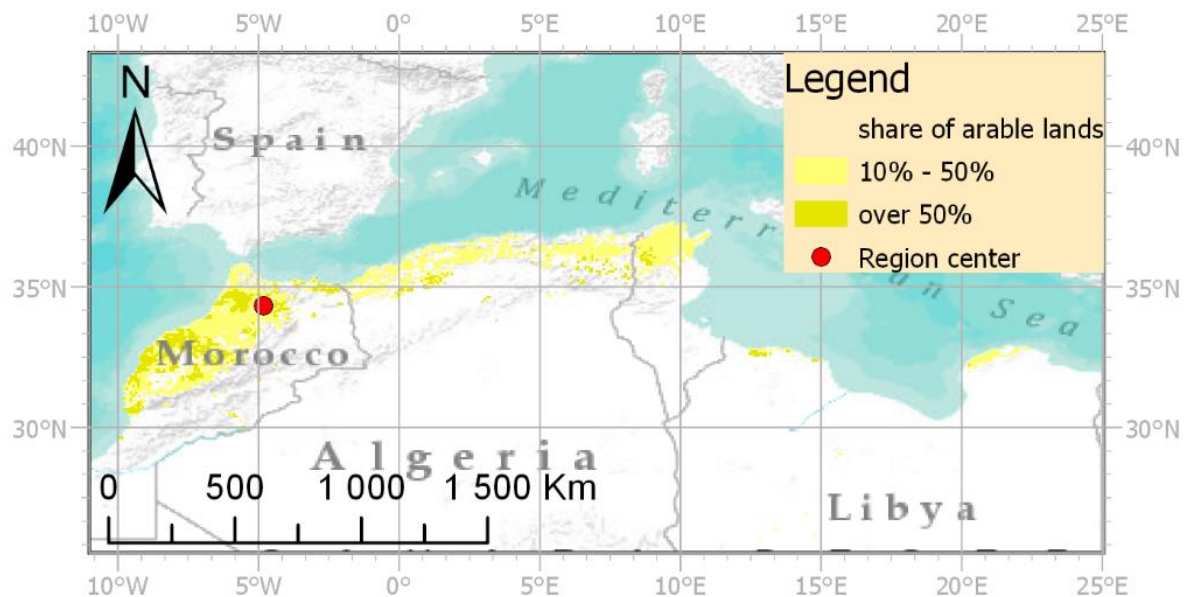 10°W 5°W 0° 5°E 10°E 15°E 20°E 25°E
N
Legend
share of arable lands
10% - 50%
over 50%
Region center
40°N 40°N
Spain
Mediterr
an Sea
35°N 35°N
Morocco
30°N 30°N
Algeria
0 500 1 000 1 500 Km
Libya
10°W 5°W 0° 5°E 10°E 15°E 20°E 25°E